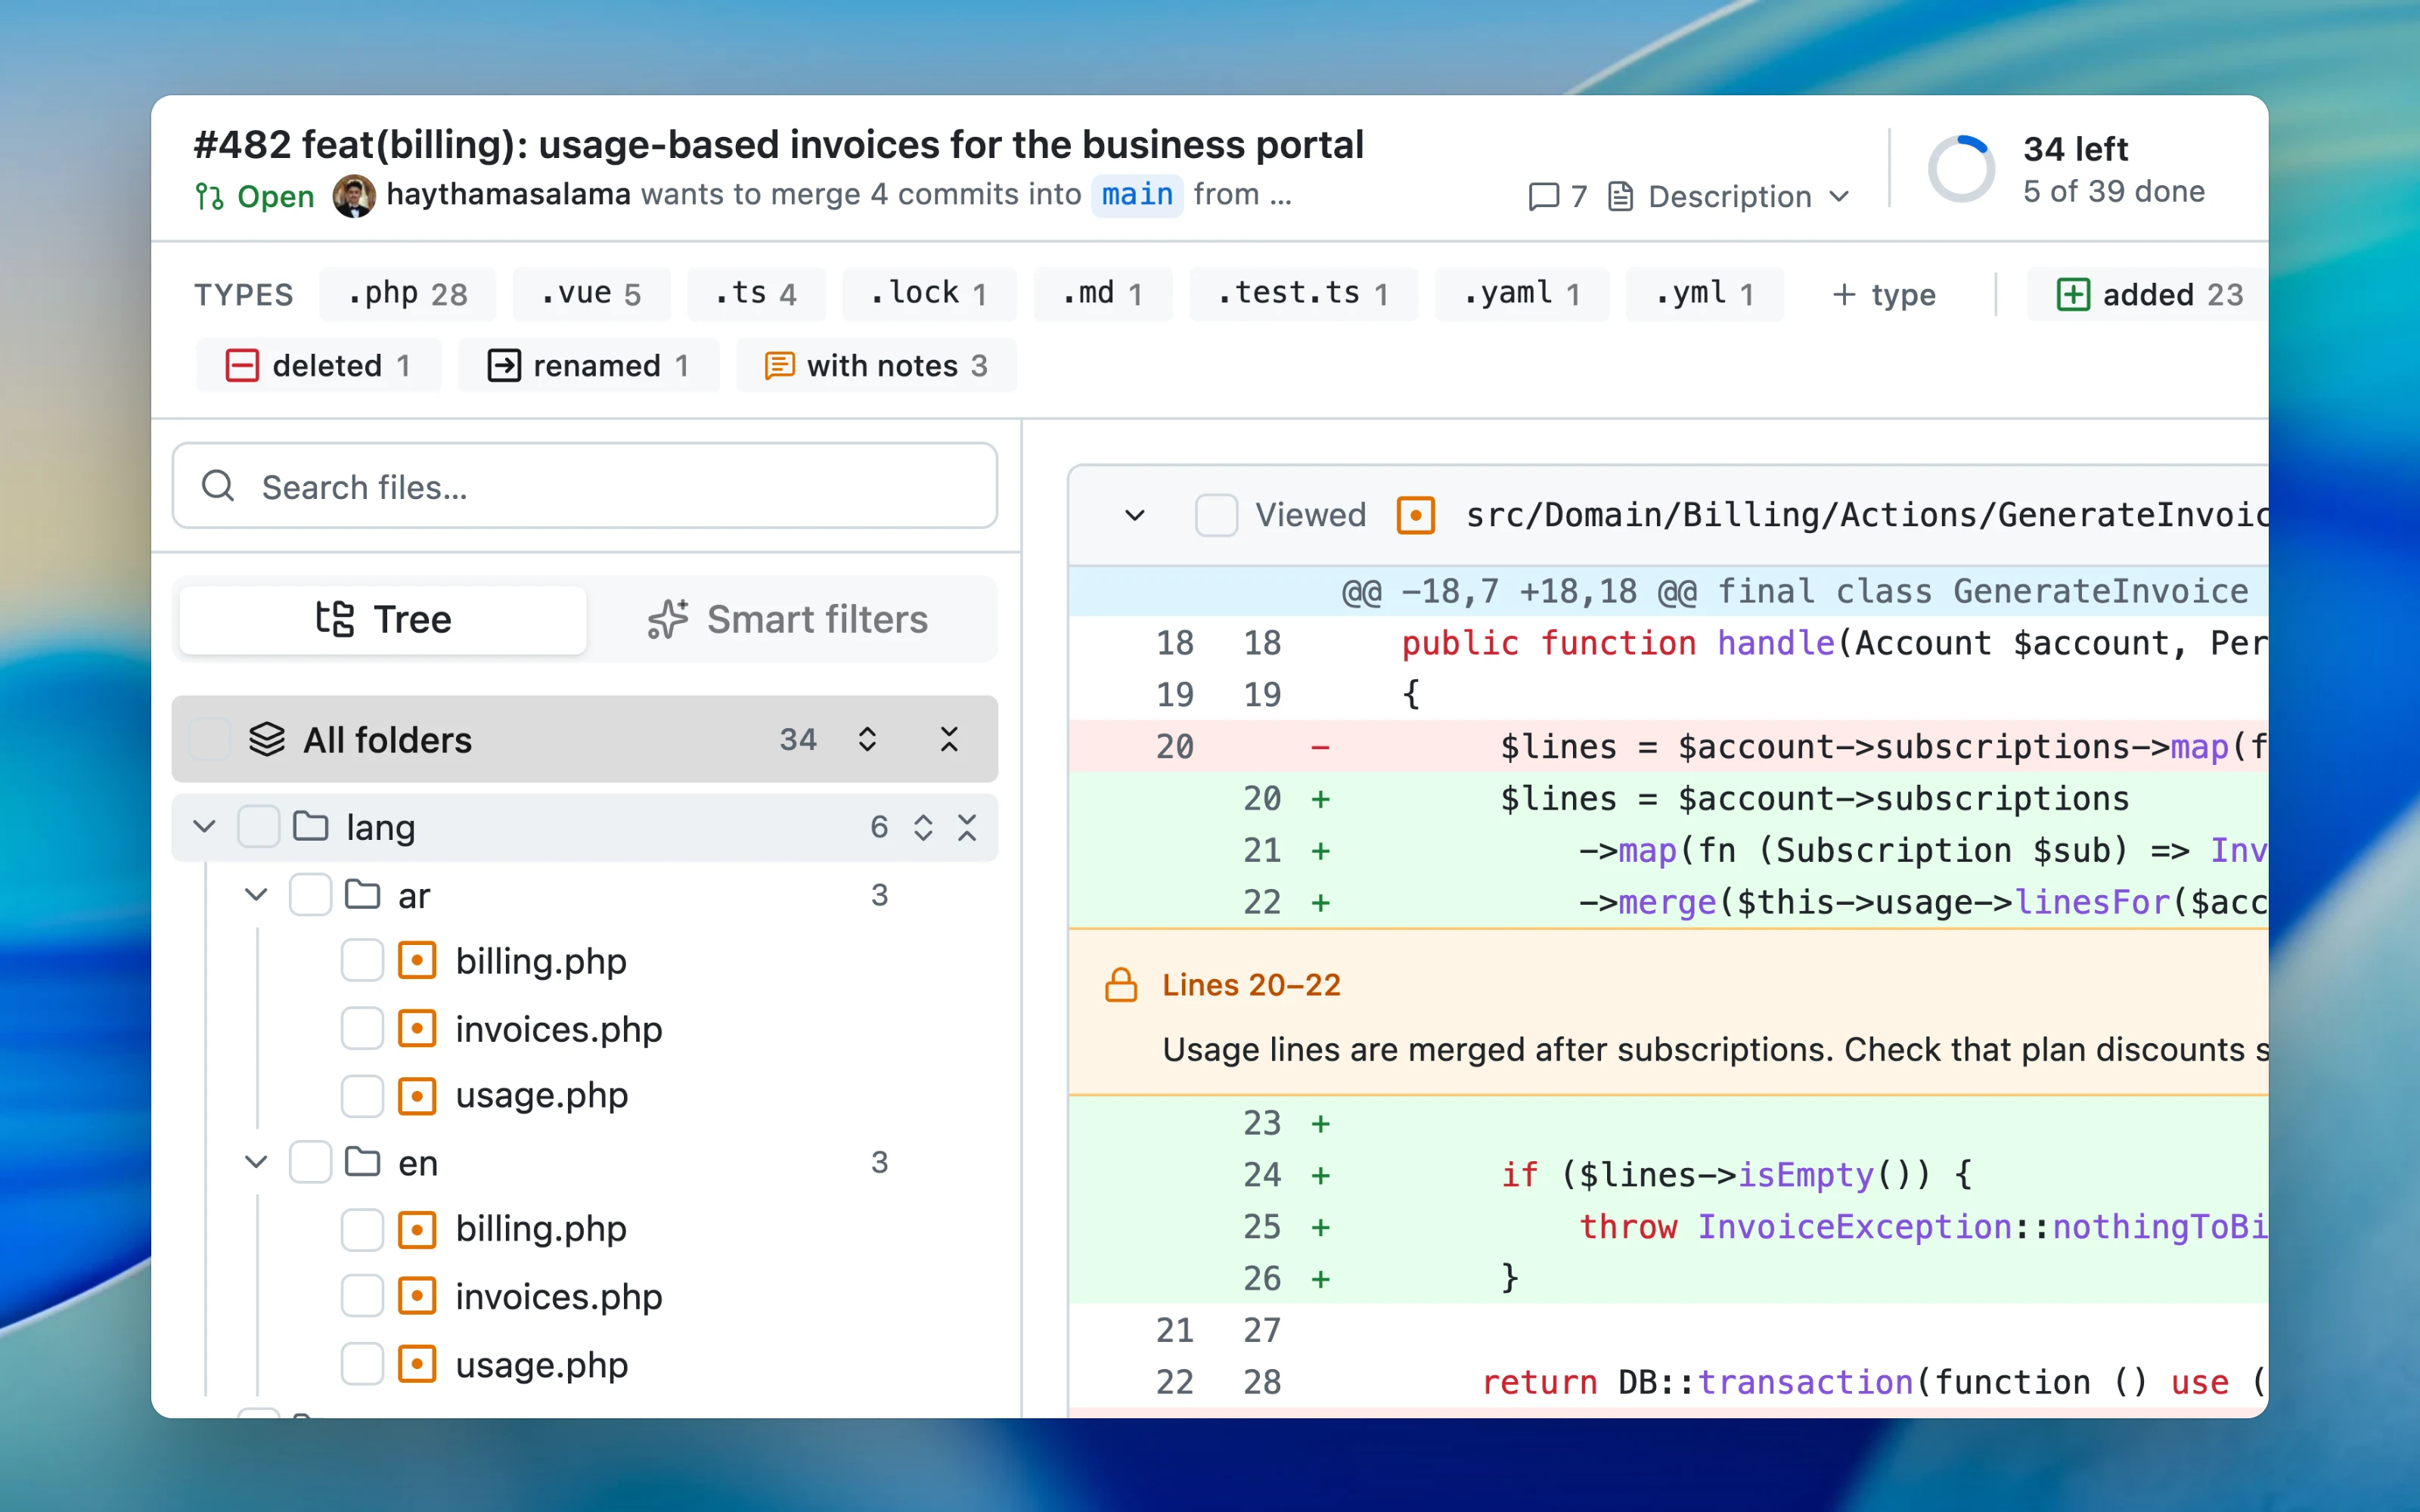 #482 feat(billing): usage-based invoices for the business portal
Open haythamasalama wants to merge 4 commits into main from ...
7 Description
34 left
5 of 39 done
TYPES .php 28 .vue 5 .ts 4 .lock 1 .md 1 .test.ts 1 .yaml 1 .yml 1 + type added 23
deleted 1 renamed 1 with notes 3
Search files...
Tree Smart filters
All folders 34
lang 6
ar 3
billing.php
invoices.php
usage.php
en 3
billing.php
invoices.php
usage.php
Viewed src/Domain/Billing/Actions/GenerateInvoic
@@ -18,7 +18,18 @@ final class GenerateInvoice
18 18 public function handle(Account $account, Per
19 19 {
20 - $lines = $account->subscriptions->map(f
20 + $lines = $account->subscriptions
21 + ->map(fn (Subscription $sub) => Inv
22 + ->merge($this->usage->linesFor($acc
Lines 20–22
Usage lines are merged after subscriptions. Check that plan discounts s
23 +
24 + if ($lines->isEmpty()) {
25 + throw InvoiceException::nothingToBi
26 + }
21 27
22 28 return DB::transaction(function () use (